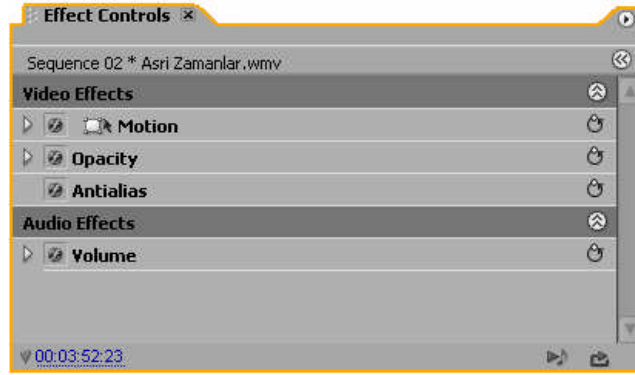 Effect Controls
Sequence 02 * Asri Zamanlar.wmv
Video Effects
Motion
Opacity
Antialias
Audio Effects
Volume
00:03:52:23